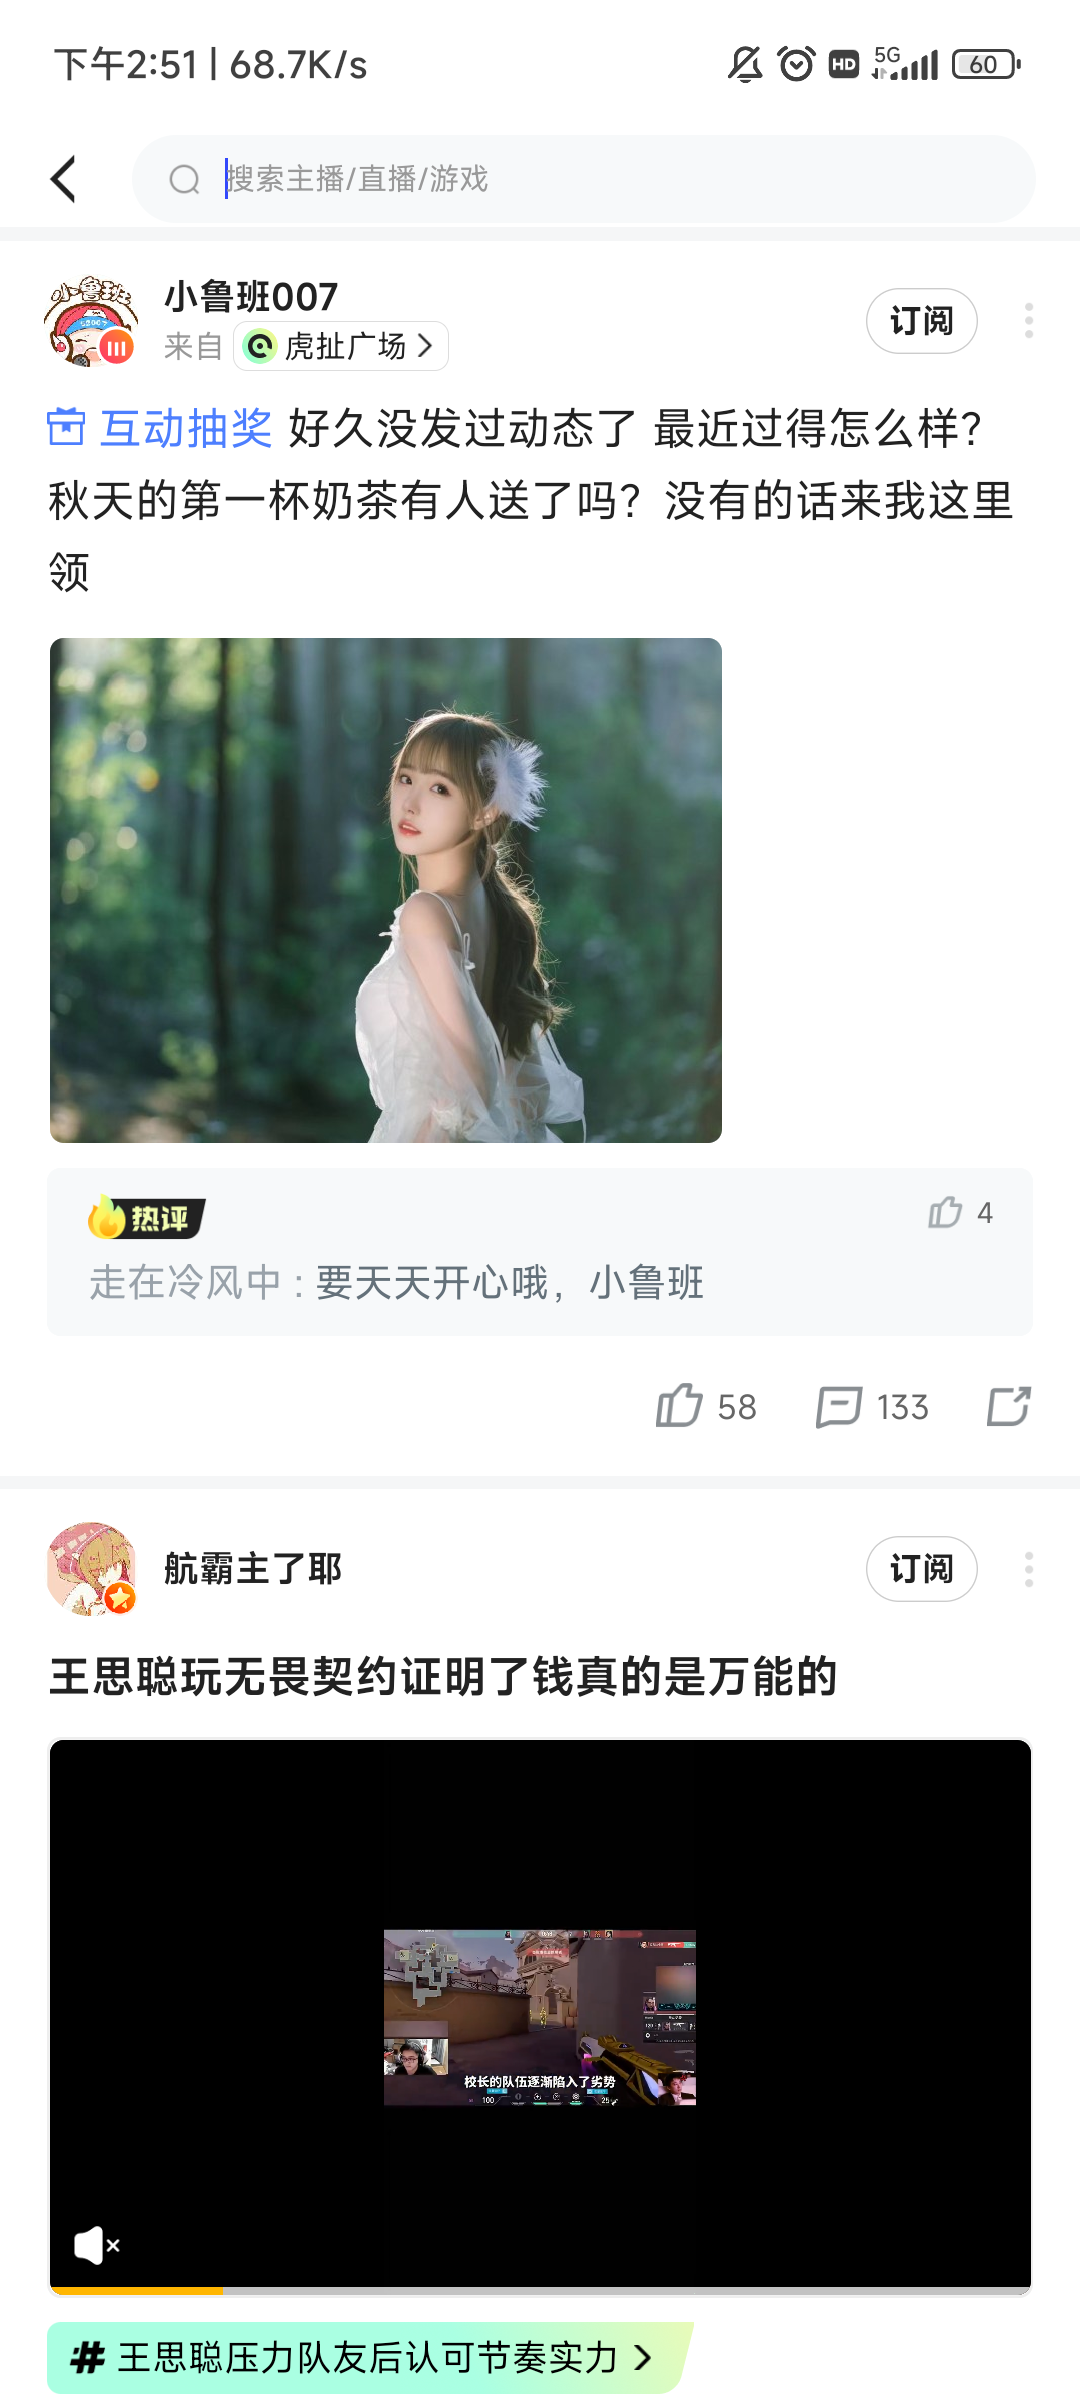 下午2:51 | 68.7K/s
HD 5G 60
搜索主播/直播/游戏
小鲁班
小鲁班007
订阅
来自 虎扯广场
互动抽奖 好久没发过动态了 最近过得怎么样？
秋天的第一杯奶茶有人送了吗？没有的话来我这里
领
热评
4
走在冷风中 : 要天天开心哦，小鲁班
58 133
航霸主了耶
订阅
王思聪玩无畏契约证明了钱真的是万能的
校长的队伍逐渐陷入了劣势
100 25
# 王思聪压力队友后认可节奏实力